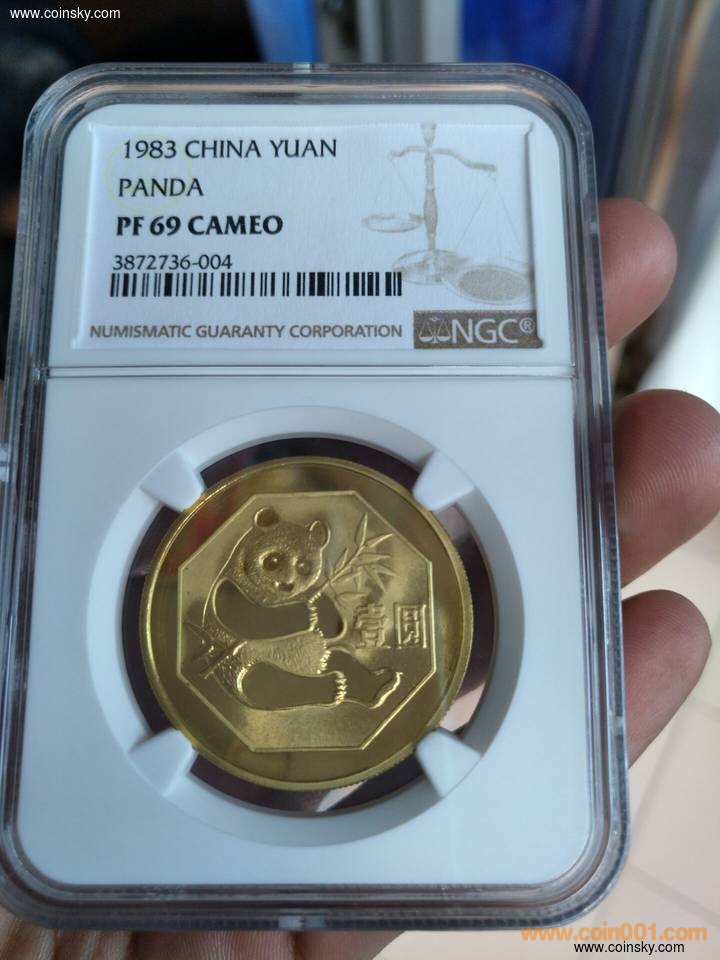 www.coinsky.com
1983 CHINA YUAN
PANDA
PF 69 CAMEO
3872736-004
NUMISMATIC GUARANTY CORPORATION
NGC®
壹圆
www.coin001.com
www.coinsky.com